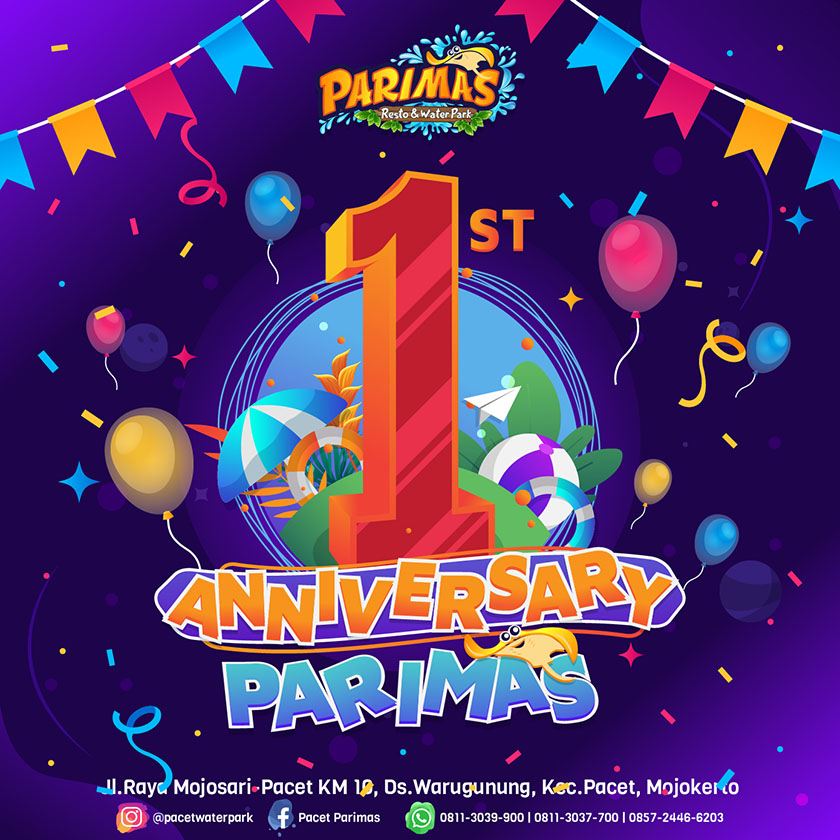 PARIMAS
Resto & Water Park
1ST
ANNIVERSARY
PARIMAS
Jl.Raya Mojosari-Pacet KM 18, Ds.Warugunung, Kec.Pacet, Mojokerto
@pacetwaterpark Pacet Parimas 0811-3039-900 | 0811-3037-700 | 0857-2446-6203